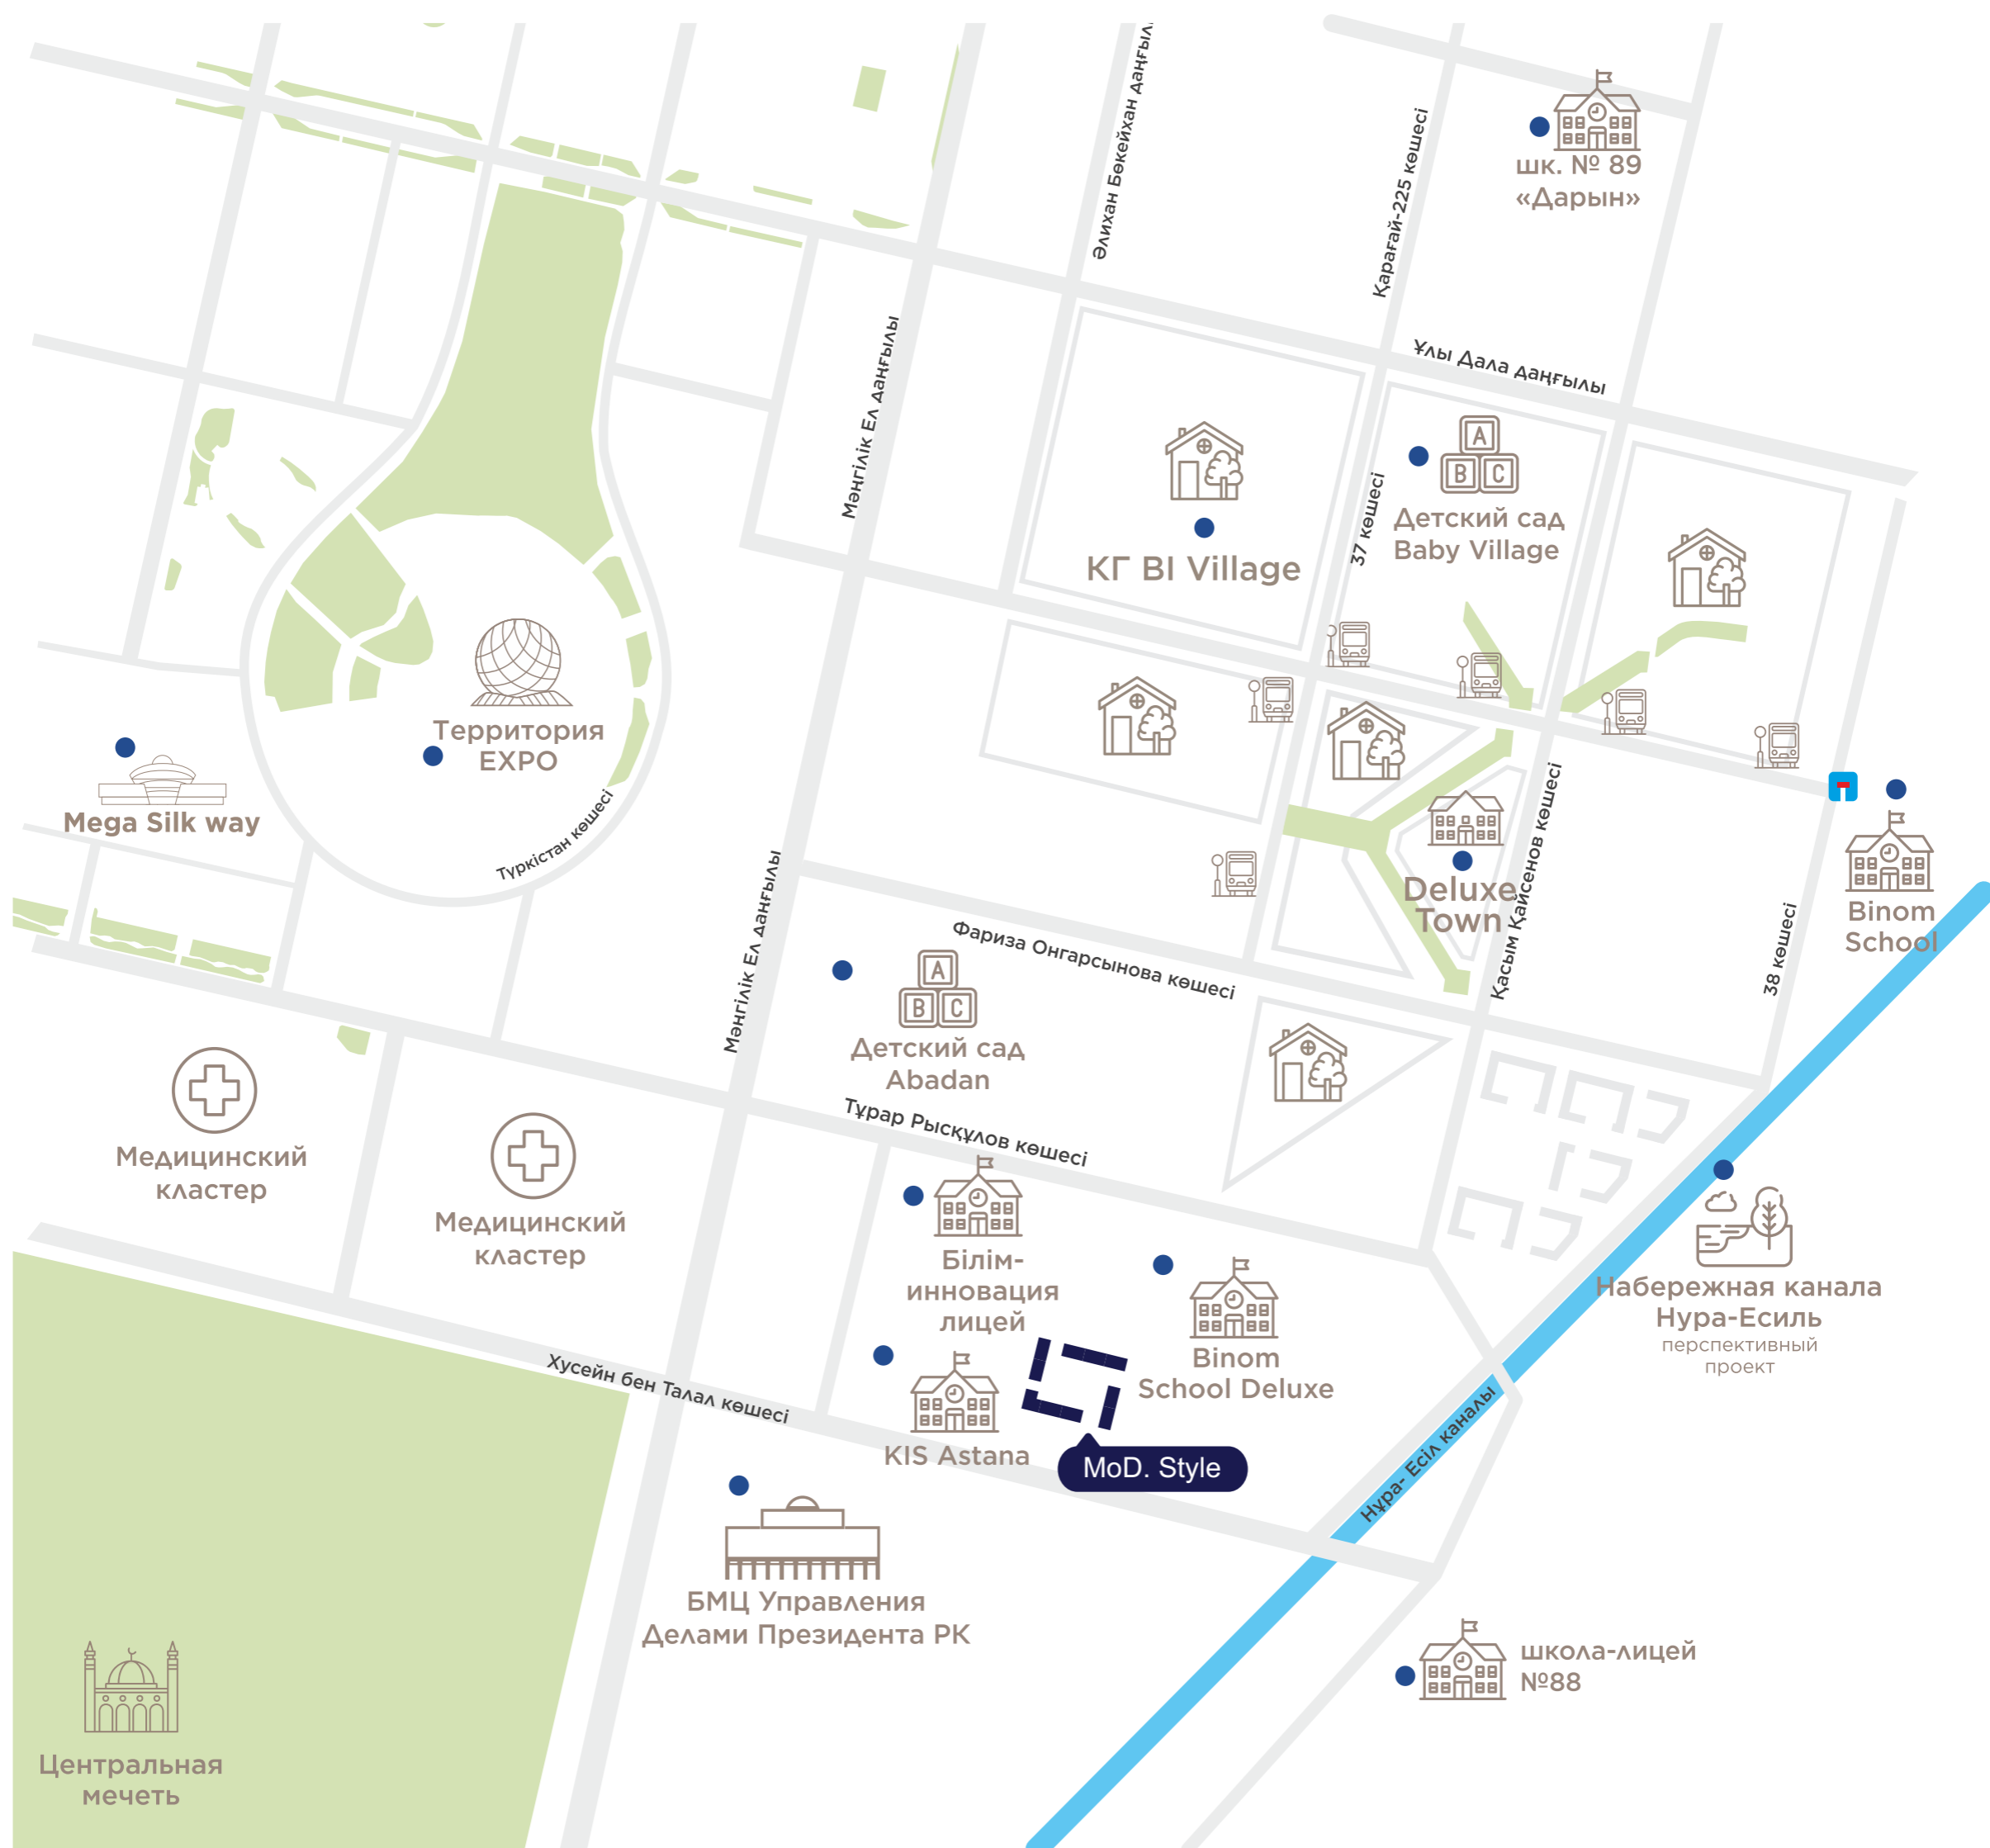 Әлихан Бөкейхан даңғыл
Қарағай-225 көшесі
шк. № 89
«Дарын»
Мәңгілік Ел даңғылы
Ұлы Дала даңғылы
37 көшесі
A
B C
Детский сад
Baby Village
КГ BI Village
Территория
EXPO
Mega Silk way
Түркістан көшесі
Deluxe
Town
Қасым Қайсенов көшесі
Binom
School
38 көшесі
Мәңгілік Ел даңғылы
Фариза Онгарсынова көшесі
A
B C
Детский сад
Abadan
Тұрар Рысқұлов көшесі
Медицинский
кластер
Медицинский
кластер
Білім-
инновация
лицей
Binom
School Deluxe
Набережная канала
Нура-Есиль
перспективный
проект
Хусейн бен Талал көшесі
KIS Astana
MoD. Style
Нұра- Есіл каналы
БМЦ Управления
Делами Президента РК
школа-лицей
№88
Центральная
мечеть